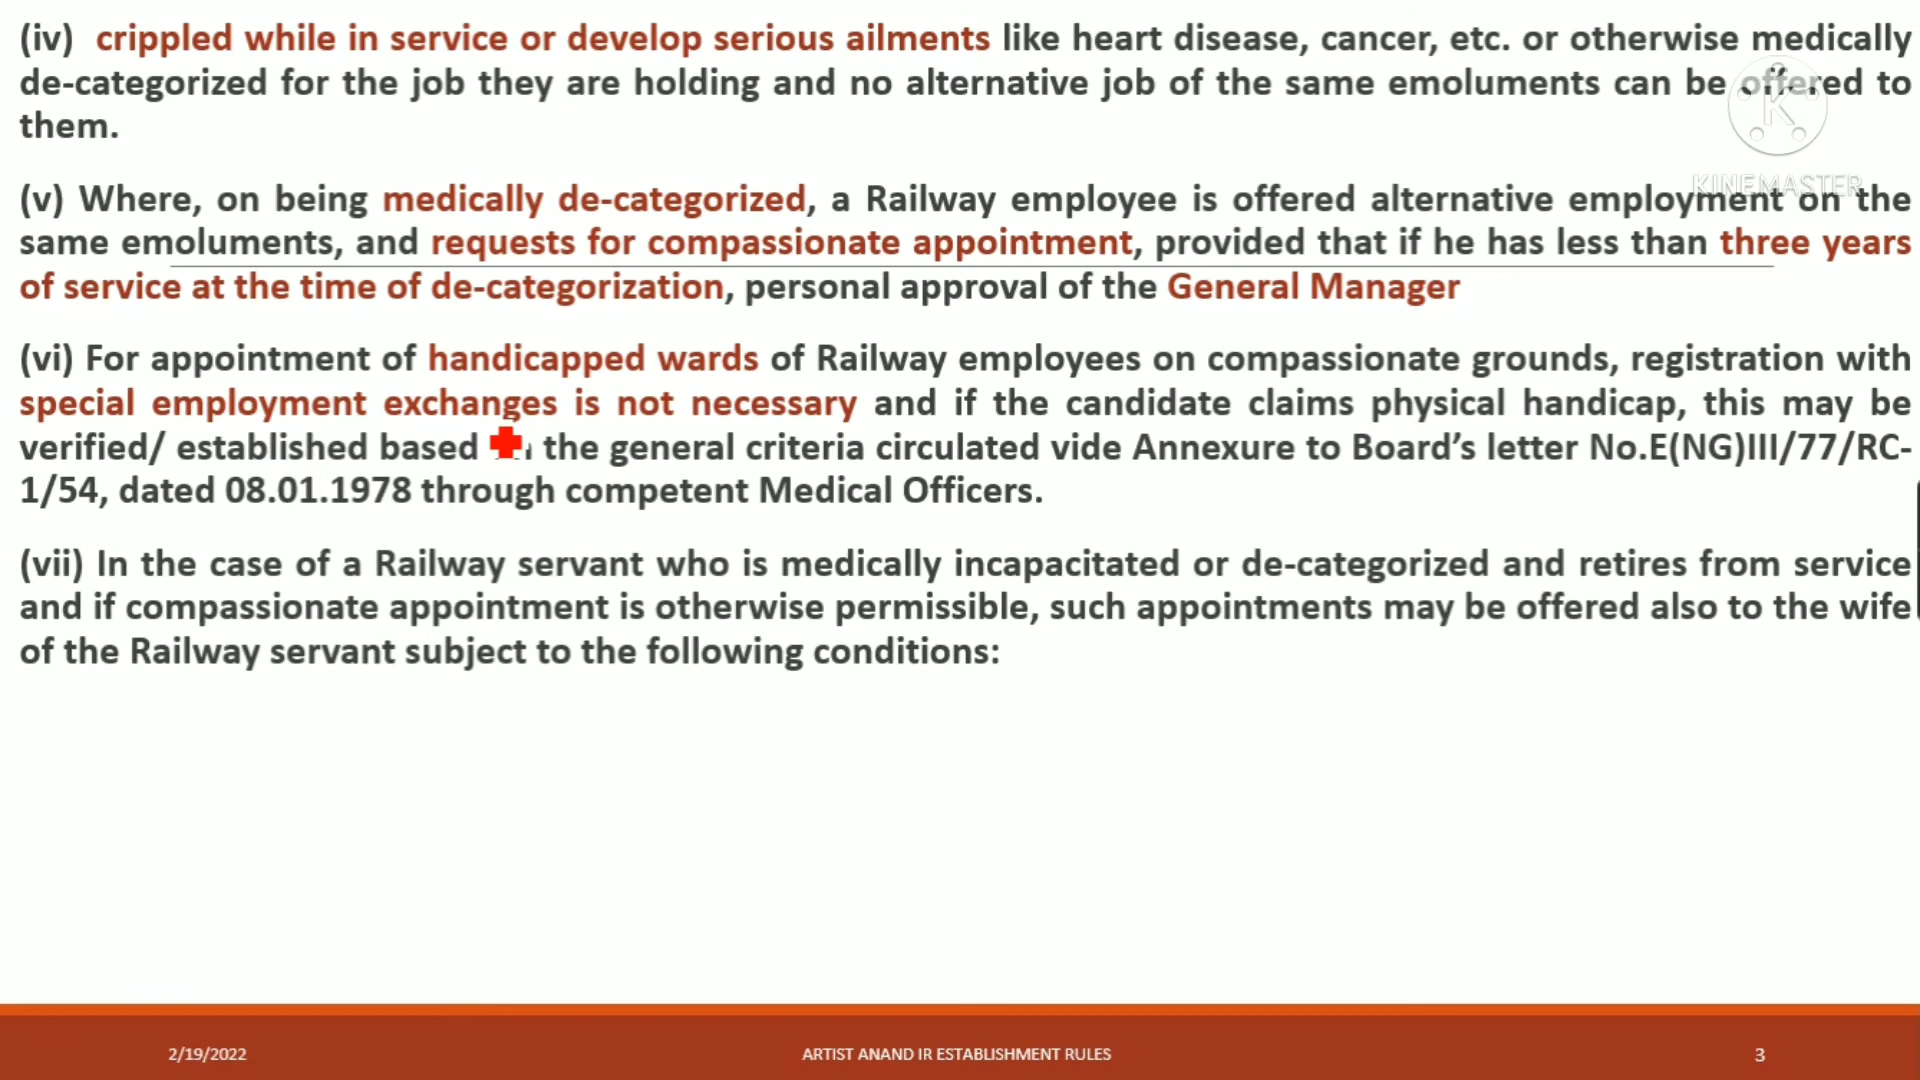 (iv) crippled while in service or develop serious ailments like heart disease, cancer, etc. or otherwise medically
de-categorized for the job they are holding and no alternative job of the same emoluments can be offered to
them.
KINEMASTER
(v) Where, on being medically de-categorized, a Railway employee is offered alternative employment on the
same emoluments, and requests for compassionate appointment, provided that if he has less than three years
of service at the time of de-categorization, personal approval of the General Manager
(vi) For appointment of handicapped wards of Railway employees on compassionate grounds, registration with
special employment exchanges is not necessary and if the candidate claims physical handicap, this may be
verified/ established based the general criteria circulated vide Annexure to Board’s letter No.E(NG)III/77/RC-
1/54, dated 08.01.1978 through competent Medical Officers.
(vii) In the case of a Railway servant who is medically incapacitated or de-categorized and retires from service
and if compassionate appointment is otherwise permissible, such appointments may be offered also to the wife
of the Railway servant subject to the following conditions:
2/19/2022
ARTIST ANAND IR ESTABLISHMENT RULES
3